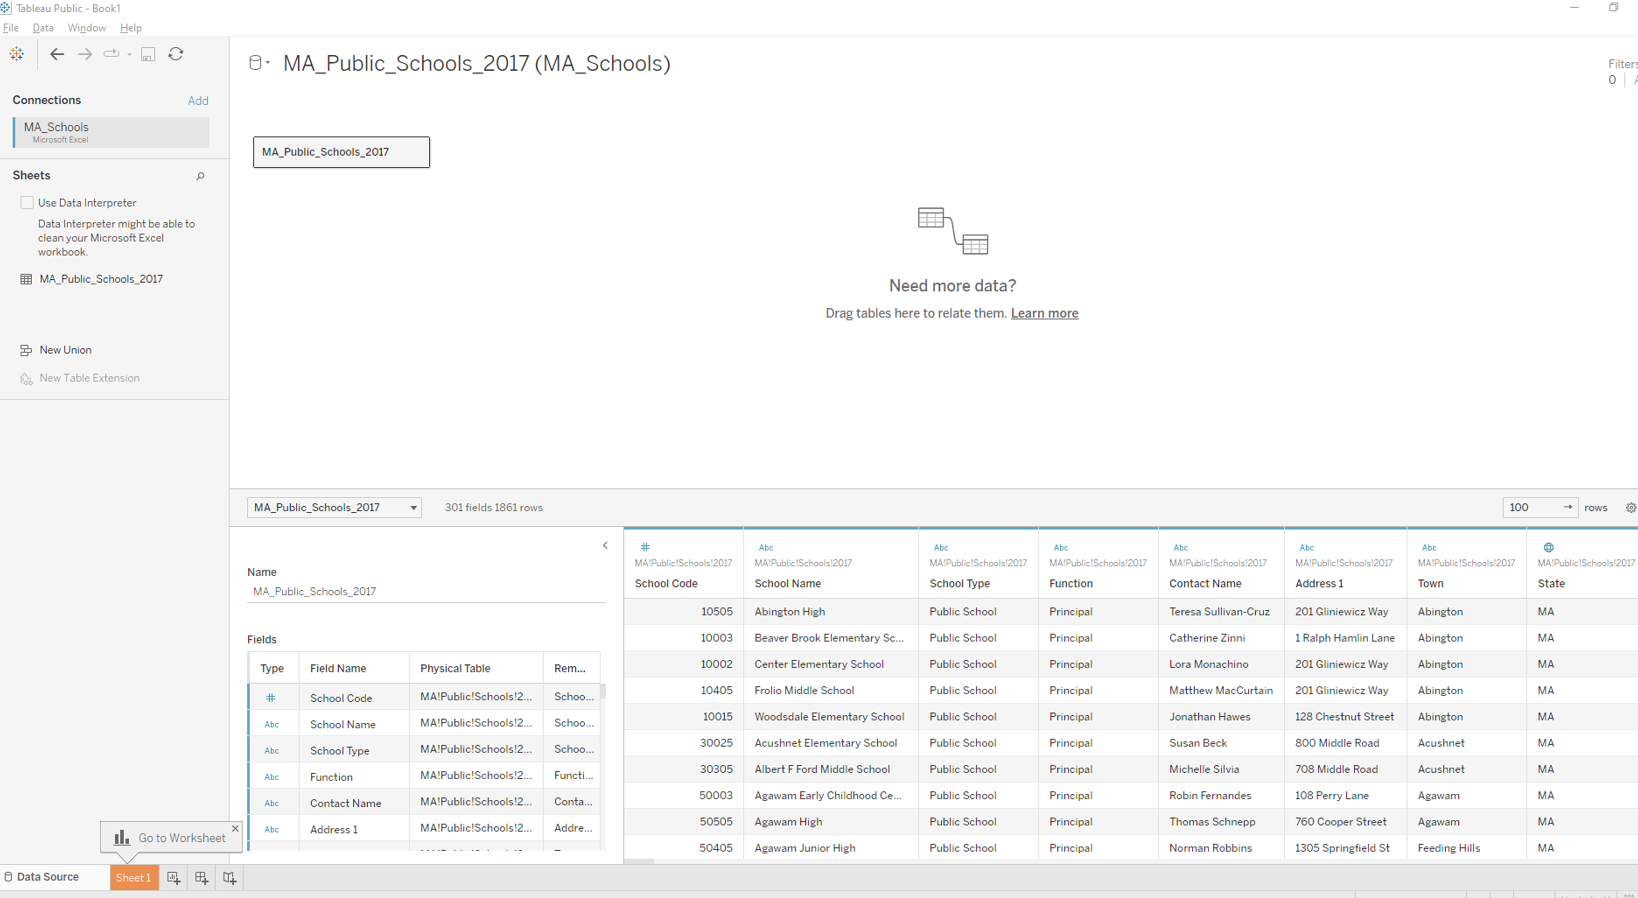 Tableau Public - Book1
File Data Window Help
MA_Public_Schools_2017 (MA_Schools)
Filters
0
Connections Add
MA_Schools
Microsoft Excel
MA_Public_Schools_2017
Sheets
Use Data Interpreter
Data Interpreter might be able to
clean your Microsoft Excel
workbook.
MA_Public_Schools_2017
New Union
New Table Extension
Need more data?
Drag tables here to relate them. Learn more
MA_Public_Schools_2017 301 fields 1861 rows 100 → rows
Name
MA_Public_Schools_2017
Fields
Type Field Name Physical Table Rem...
# School Code MA!Public!Schools!2... Schoo...
Abc School Name MA!Public!Schools!2... Schoo...
Abc School Type MA!Public!Schools!2... Schoo...
Abc Function MA!Public!Schools!2... Functi...
Abc Contact Name MA!Public!Schools!2... Conta...
Abc Address 1 MA!Public!Schools!2... Addre...
# Abc Abc Abc Abc Abc Abc
MA!Public!Schools!2017 MA!Public!Schools!2017 MA!Public!Schools!2017 MA!Public!Schools!2017 MA!Public!Schools!2017 MA!Public!Schools!2017 MA!Public!Schools!2017 MA!Public!Schools!2017
School Code School Name School Type Function Contact Name Address 1 Town State
10505 Abington High Public School Principal Teresa Sullivan-Cruz 201 Gliniewicz Way Abington MA
10003 Beaver Brook Elementary Sc... Public School Principal Catherine Zinni 1 Ralph Hamlin Lane Abington MA
10002 Center Elementary School Public School Principal Lora Monachino 201 Gliniewicz Way Abington MA
10405 Frolio Middle School Public School Principal Matthew MacCurtain 201 Gliniewicz Way Abington MA
10015 Woodsdale Elementary School Public School Principal Jonathan Hawes 128 Chestnut Street Abington MA
30025 Acushnet Elementary School Public School Principal Susan Beck 800 Middle Road Acushnet MA
30305 Albert F Ford Middle School Public School Principal Michelle Silvia 708 Middle Road Acushnet MA
50003 Agawam Early Childhood Ce... Public School Principal Robin Fernandes 108 Perry Lane Agawam MA
50505 Agawam High Public School Principal Thomas Schnepp 760 Cooper Street Agawam MA
50405 Agawam Junior High Public School Principal Norman Robbins 1305 Springfield St Feeding Hills MA
Go to Worksheet
Data Source Sheet 1